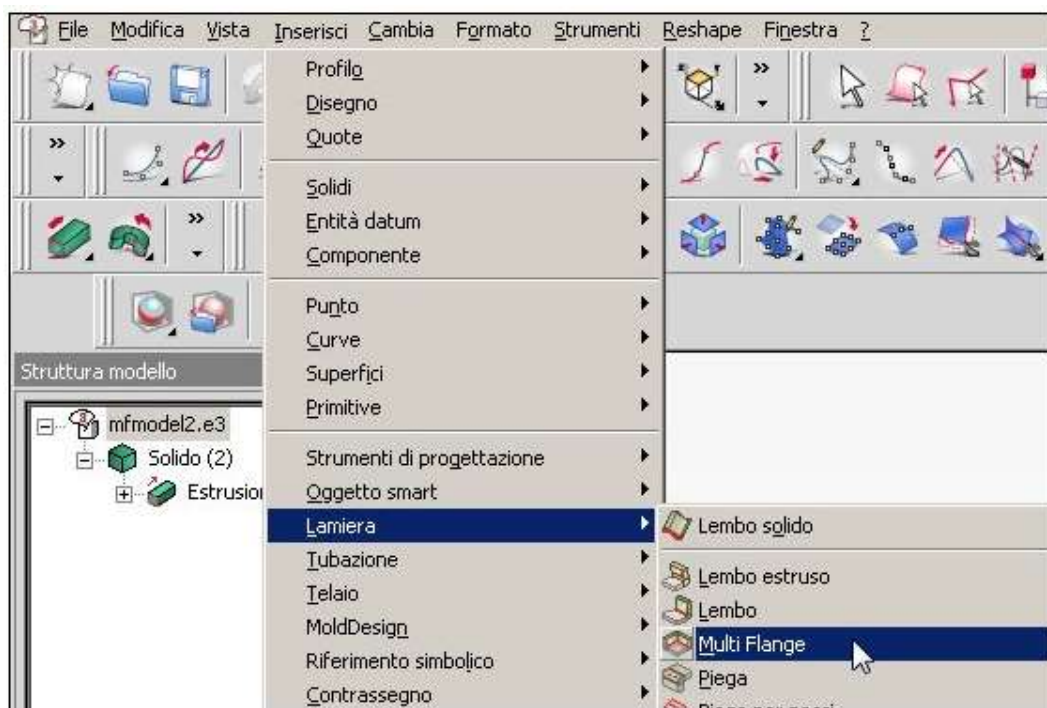 File Modifica Vista Inserisci Cambia Formato Strumenti Reshape Finestra ?
Profilo
Disegno
Quote
Solidi
Entità datum
Componente
Punto
Curve
Superfici
Primitive
Strumenti di progettazione
Oggetto smart
Lamiera
Tubazione
Telaio
MoldDesign
Riferimento simbolico
Contrassegno
Struttura modello
mfmodel2.e3
Solido (2)
Lembo solido
Lembo estruso
Lembo
Multi Flange
Piega